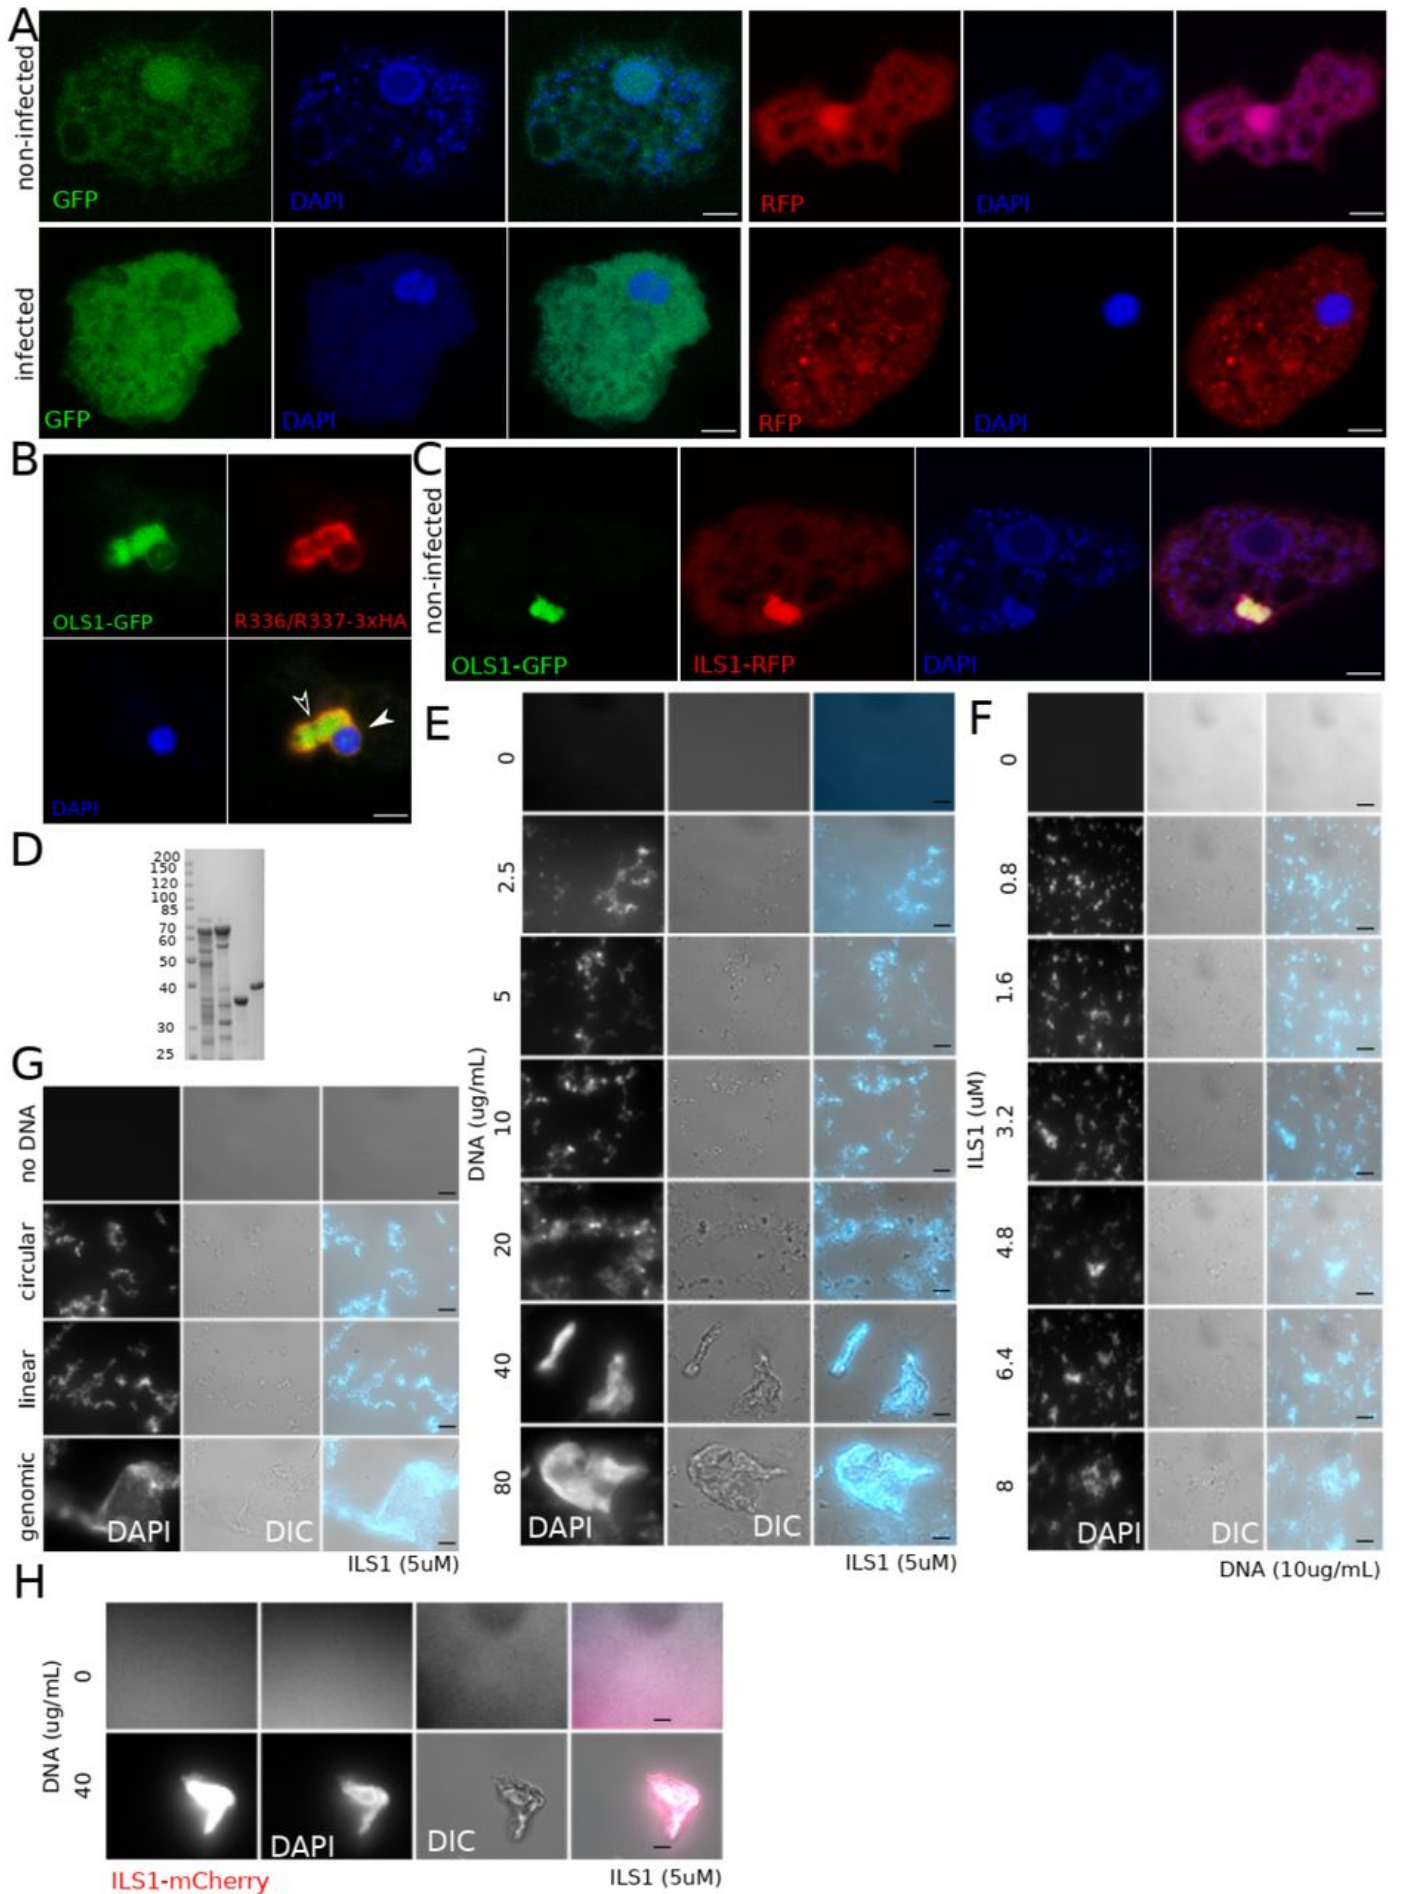 A
non-infected
GFP
DAPI
RFP
DAPI
infected
GFP
DAPI
RFP
DAPI
B
OLS1-GFP
R336/R337-3xHA
DAPI
C
non-infected
OLS1-GFP
ILS1-RFP
DAPI
D
200
150
120
100
85
70
60
50
40
30
25
E
DNA (ug/mL)
0
2.5
5
10
20
40
80
DAPI
DIC
ILS1 (5uM)
F
ILS1 (uM)
0
0.8
1.6
3.2
4.8
6.4
8
DAPI
DIC
DNA (10ug/mL)
G
no DNA
circular
linear
genomic
DAPI
DIC
ILS1 (5uM)
H
DNA (ug/mL)
0
40
DAPI
DIC
ILS1-mCherry
ILS1 (5uM)